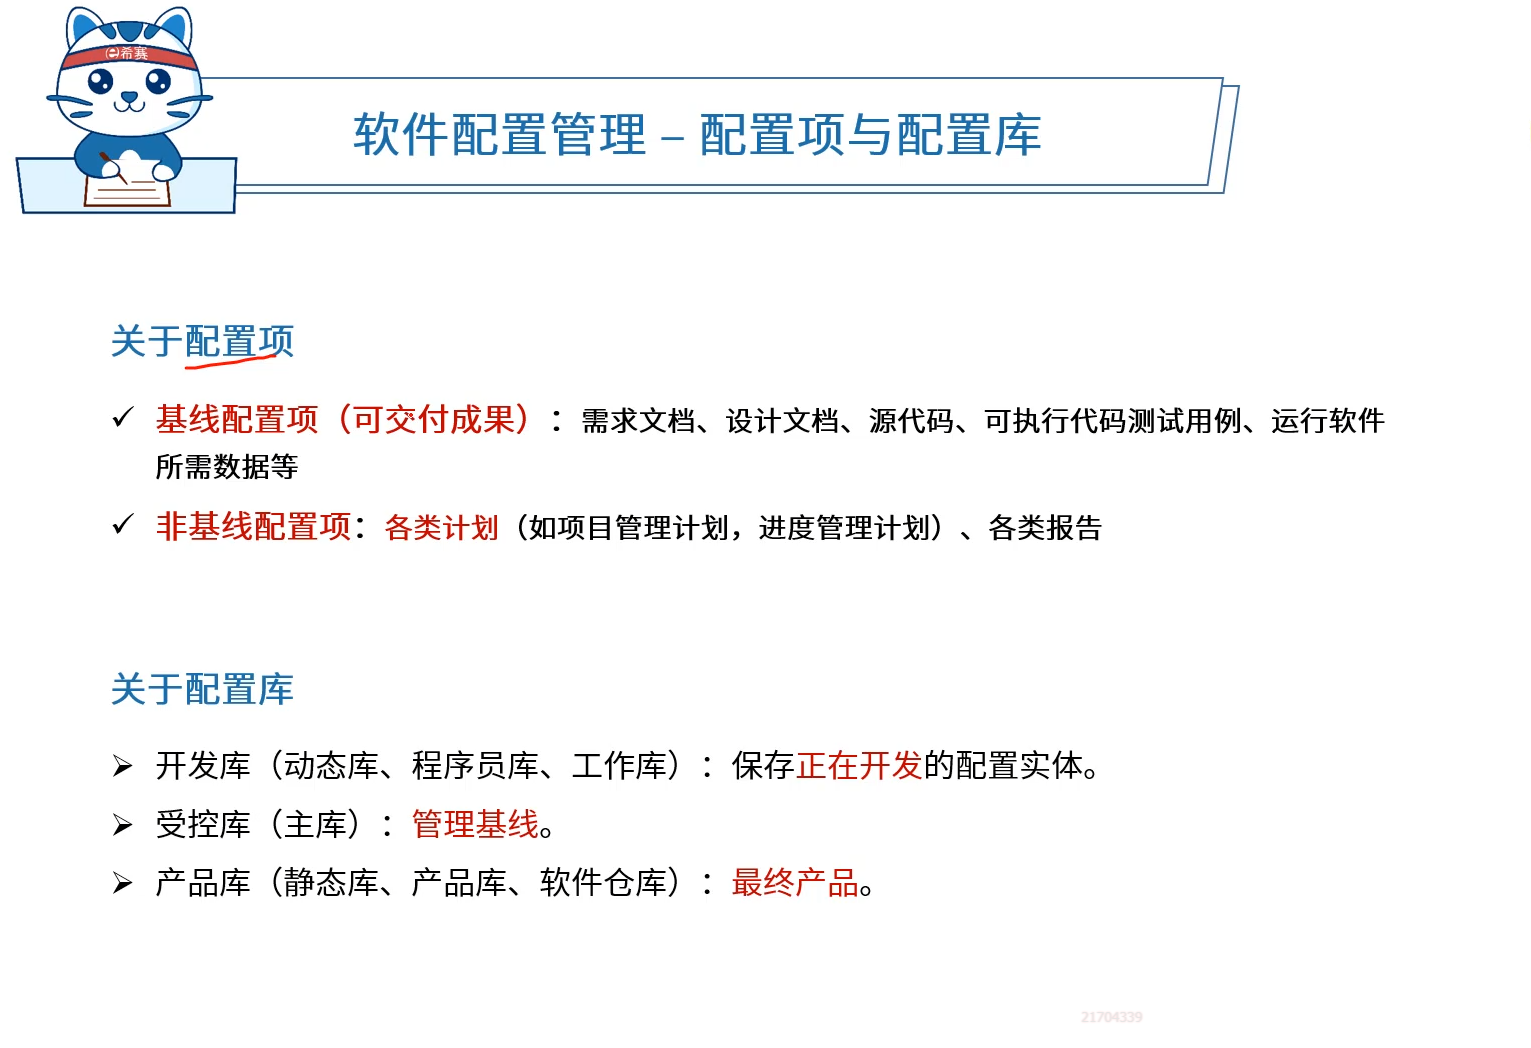 e希赛
软件配置管理 – 配置项与配置库
关于配置项
✓ 基线配置项（可交付成果）：需求文档、设计文档、源代码、可执行代码测试用例、运行软件
所需数据等
✓ 非基线配置项：各类计划（如项目管理计划，进度管理计划）、各类报告
关于配置库
➢ 开发库（动态库、程序员库、工作库）：保存正在开发的配置实体。
➢ 受控库（主库）：管理基线。
➢ 产品库（静态库、产品库、软件仓库）：最终产品。
21704339